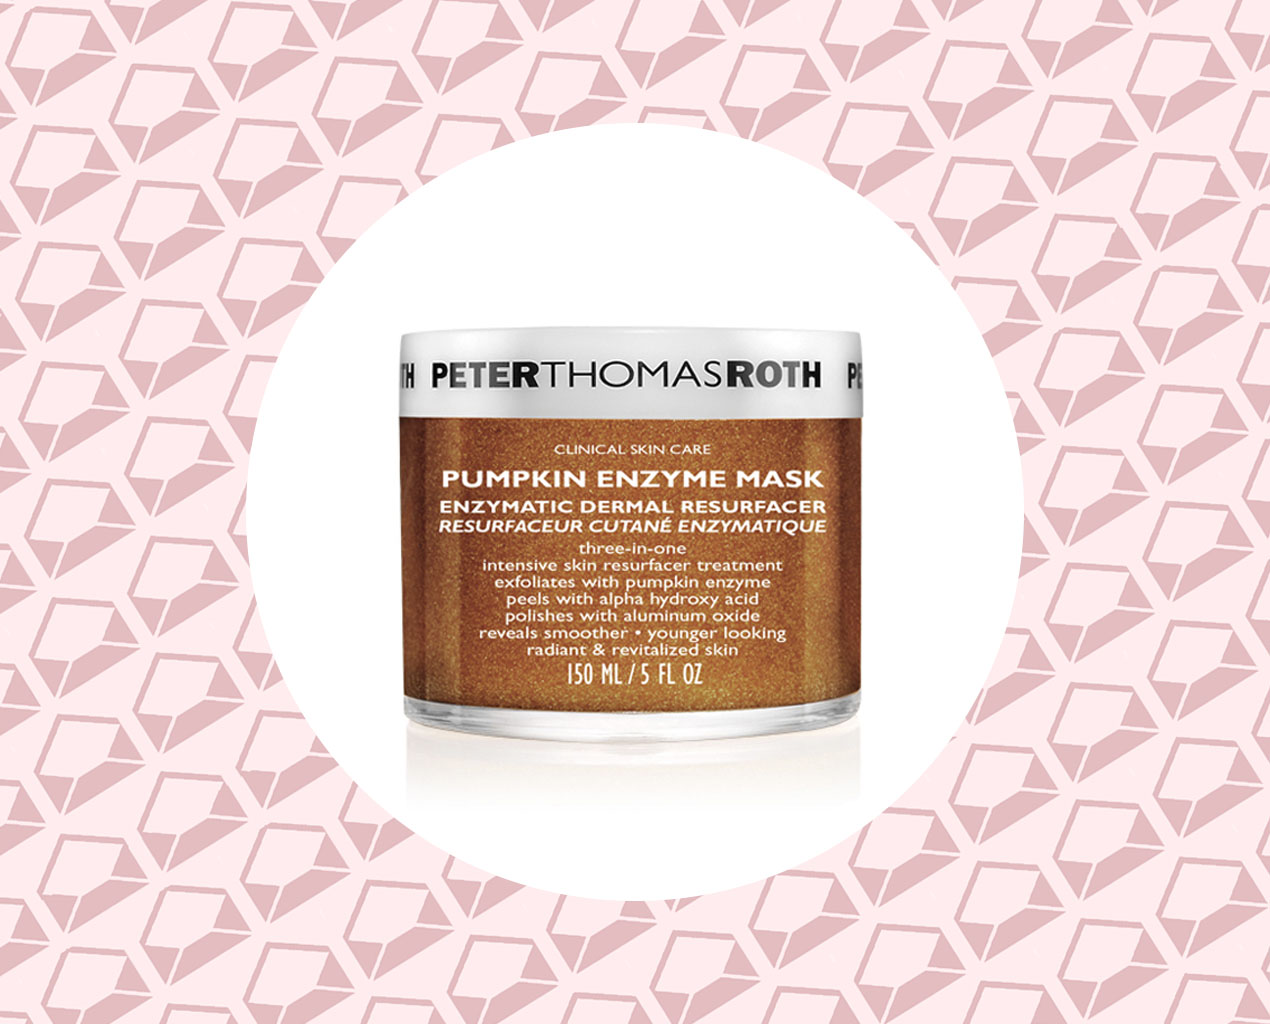 TH PETERTHOMASROTH PE
CLINICAL SKIN CARE
PUMPKIN ENZYME MASK
ENZYMATIC DERMAL RESURFACER
RESURFACEUR CUTANÉ ENZYMATIQUE
three-in-one
intensive skin resurfacer treatment
exfoliates with pumpkin enzyme
peels with alpha hydroxy acid
polishes with aluminum oxide
reveals smoother • younger looking
radiant & revitalized skin
150 ML / 5 FL OZ